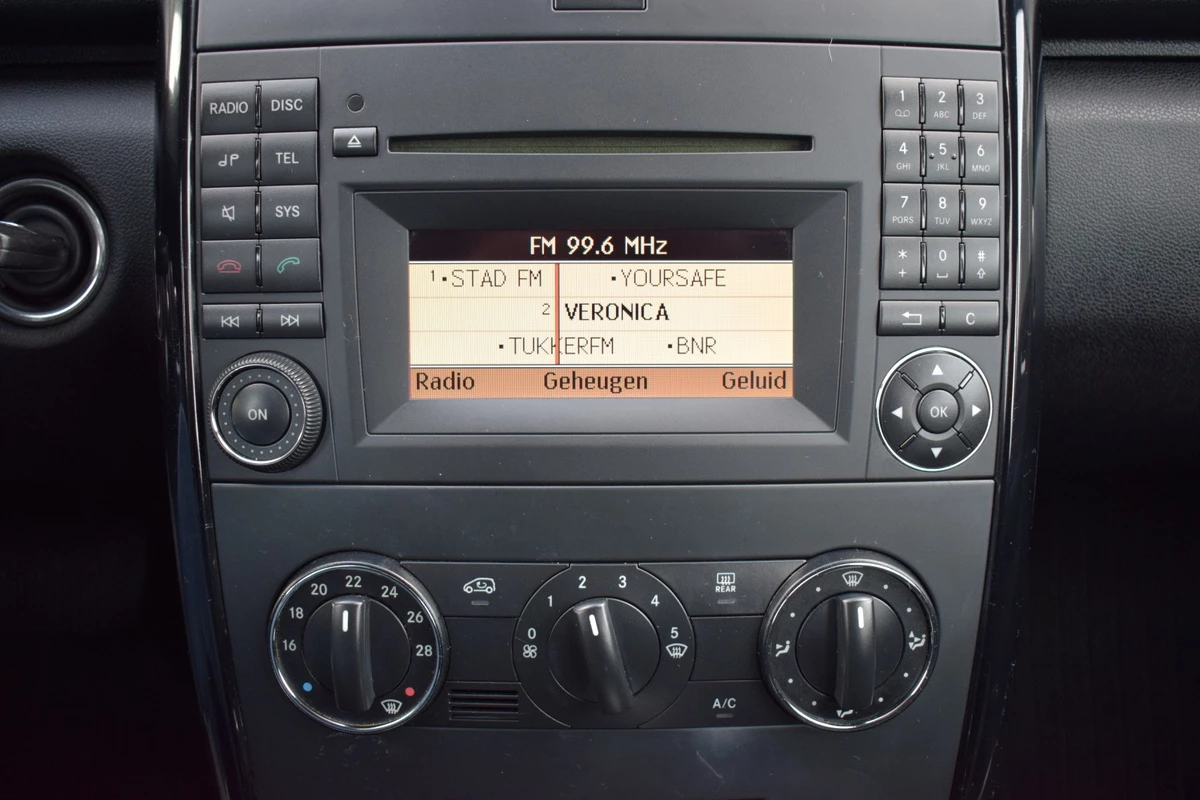 RADIO DISC
TEL
SYS
ON
FM 99.6 MHz
1 •STAD FM •YOURSAFE
2 VERONICA
•TUKKERFM •BNR
Radio Geheugen Geluid
1 2 ABC 3 DEF
4 GHI 5 JKL 6 MNO
7 PQRS 8 TUV 9 WXYZ
* + 0 #
C
OK
16 18 20 22 24 26 28
0 1 2 3 4 5
REAR
A/C